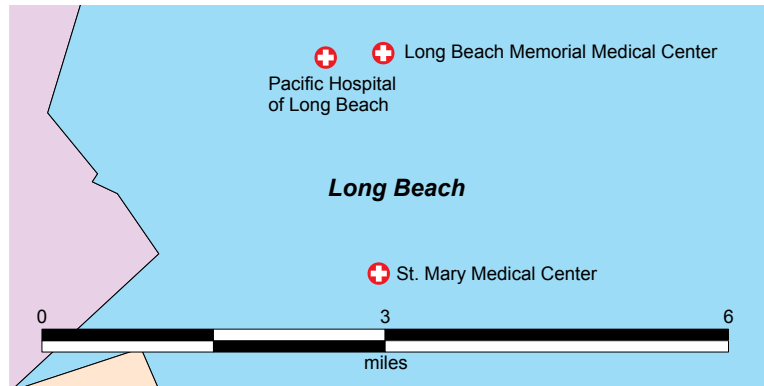 Long Beach Memorial Medical Center
Pacific Hospital
of Long Beach
Long Beach
St. Mary Medical Center
0 3 6
miles